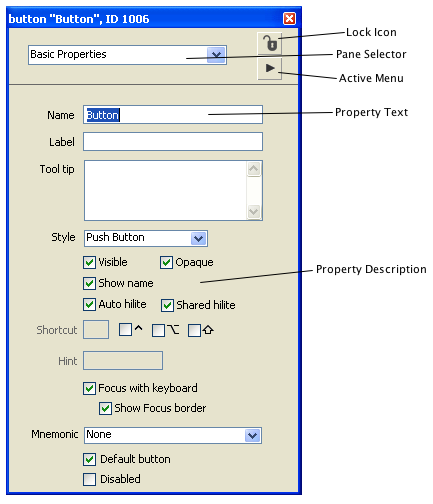 button "Button", ID 1006
Lock Icon
Basic Properties
Pane Selector
Active Menu
Name Button
Property Text
Label
Tool tip
Style Push Button
Visible Opaque
Show name
Property Description
Auto hilite Shared hilite
Shortcut
Hint
Focus with keyboard
Show Focus border
Mnemonic None
Default button
Disabled